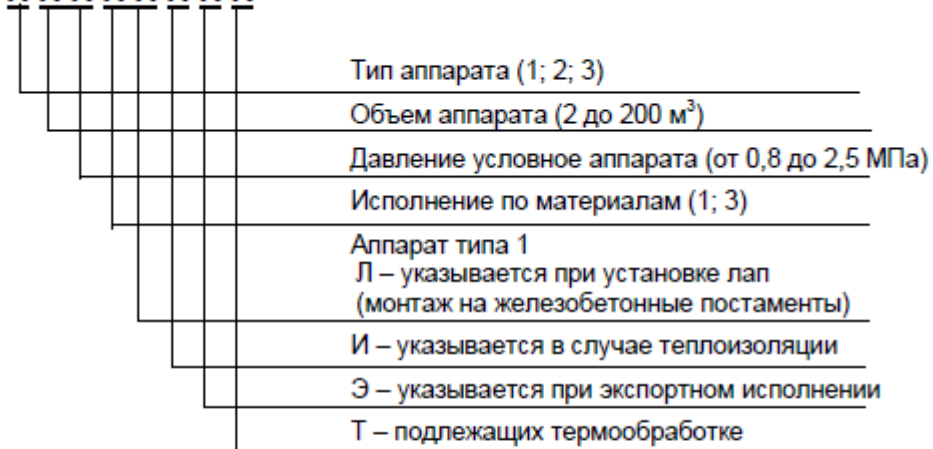 Тип аппарата (1; 2; 3)
Объем аппарата (2 до 200 м³)
Давление условное аппарата (от 0,8 до 2,5 МПа)
Исполнение по материалам (1; 3)
Аппарат типа 1
Л – указывается при установке лап
(монтаж на железобетонные постаменты)
И – указывается в случае теплоизоляции
Э – указывается при экспортном исполнении
Т – подлежащих термообработке